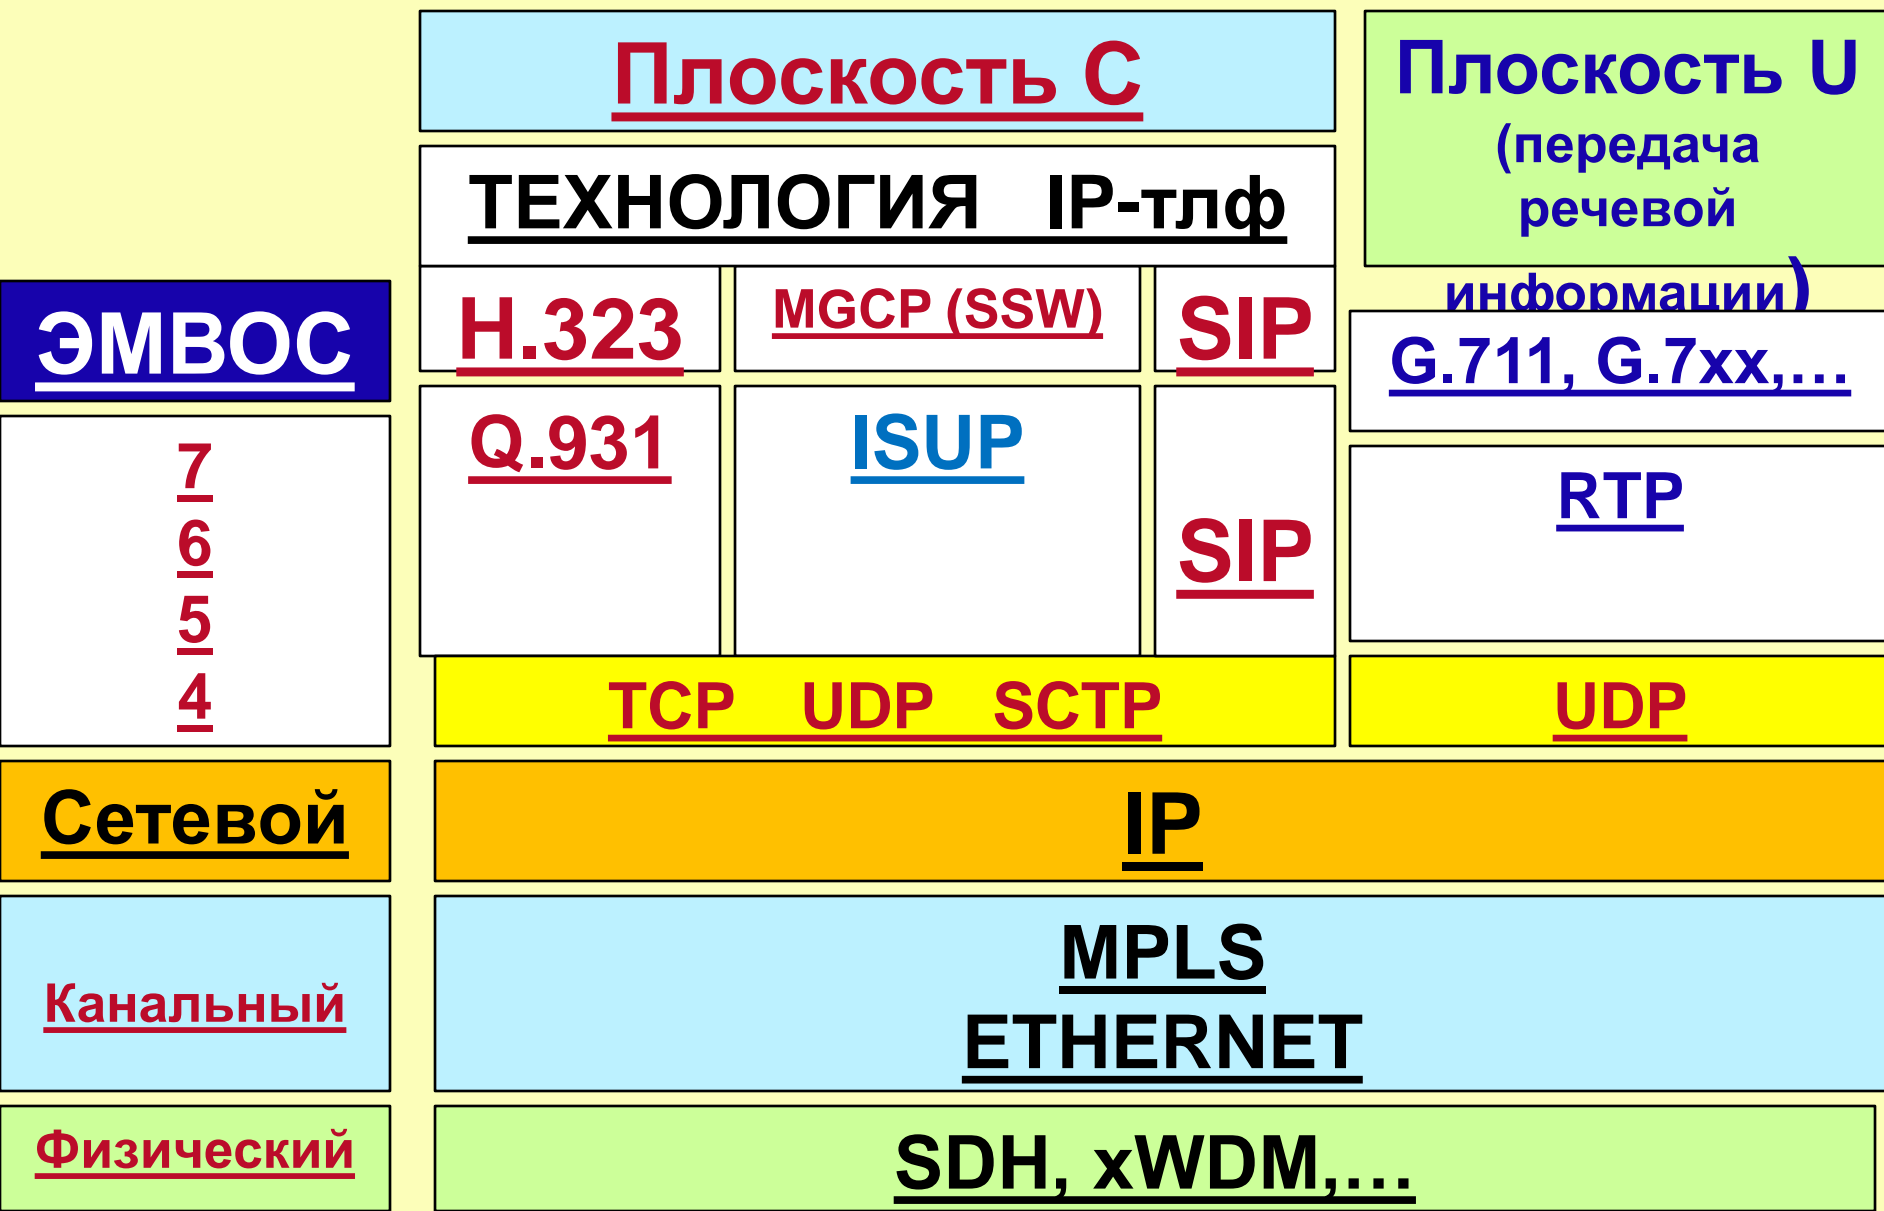 Плоскость С
Плоскость U
(передача
речевой
информации)
ТЕХНОЛОГИЯ IP-тлф
ЭМВОС
H.323
MGCP (SSW)
SIP
G.711, G.7xx,...
7
6
5
4
Q.931
ISUP
SIP
RTP
TCP UDP SCTP
UDP
Сетевой
IP
Канальный
MPLS
ETHERNET
Физический
SDH, xWDM,...